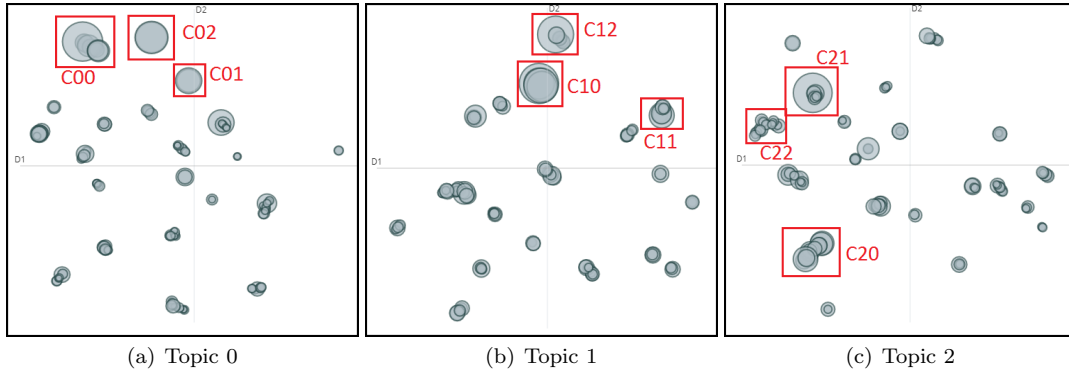 D2
C02
C00
C01
D1
D2
C12
C10
C11
D1
D2
C21
C22
D1
C20
(a) Topic 0
(b) Topic 1
(c) Topic 2